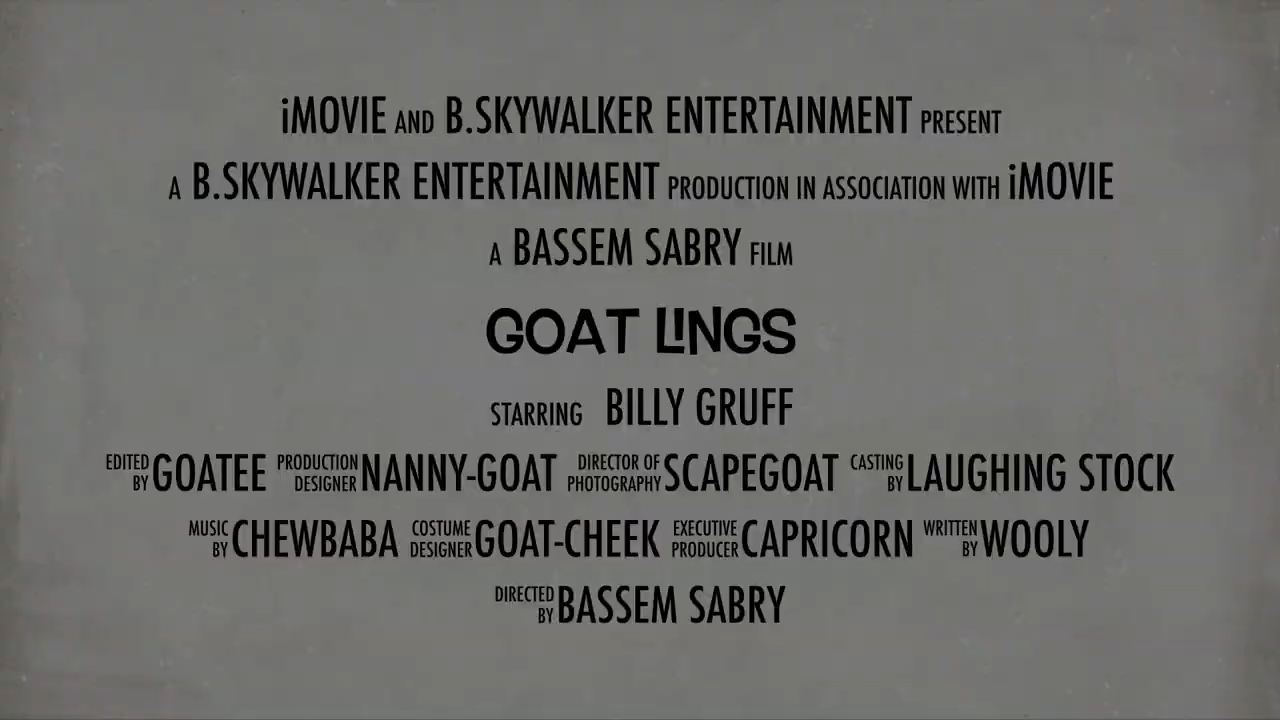 iMOVIE AND B.SKYWALKER ENTERTAINMENT PRESENT
A B.SKYWALKER ENTERTAINMENT PRODUCTION IN ASSOCIATION WITH iMOVIE
A BASSEM SABRY FILM
GOAT LINGS
STARRING BILLY GRUFF
EDITED BY GOATEE PRODUCTION DESIGNER NANNY-GOAT DIRECTOR OF PHOTOGRAPHY SCAPEGOAT CASTING BY LAUGHING STOCK
MUSIC BY CHEWBABA COSTUME DESIGNER GOAT-CHEEK EXECUTIVE PRODUCER CAPRICORN WRITTEN BY WOOLY
DIRECTED BY BASSEM SABRY